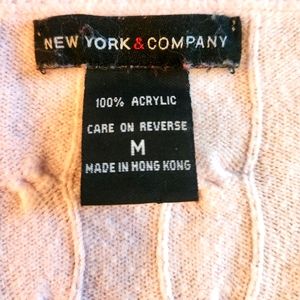 NEW YORK&COMPANY
100% ACRYLIC
CARE ON REVERSE
M
MADE IN HONG KONG